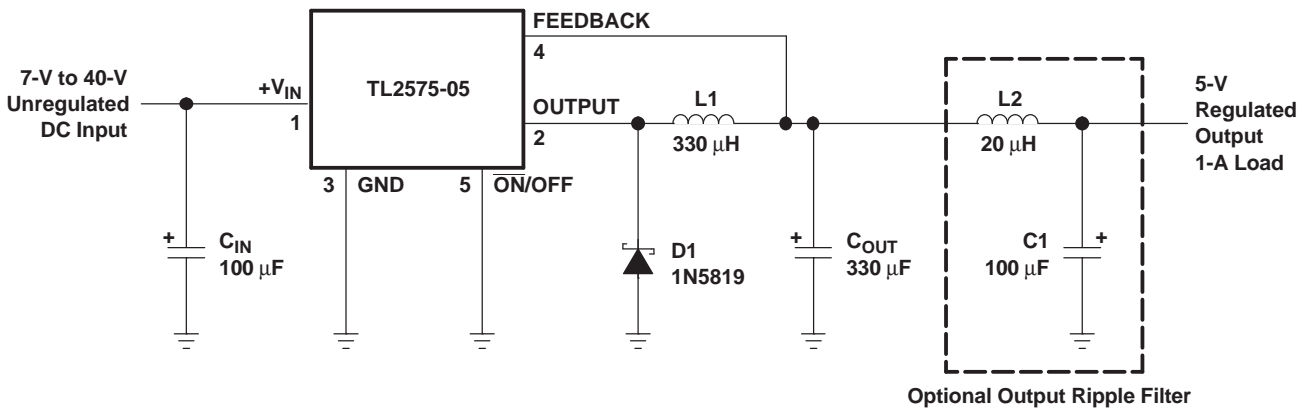 FEEDBACK
4
7-V to 40-V
Unregulated
DC Input
+VIN
1
TL2575-05
OUTPUT
2
L1
330 μH
L2
20 μH
5-V
Regulated
Output
1-A Load
3 GND
5 ON/OFF
+
CIN
100 μF
D1
1N5819
+
COUT
330 μF
C1
100 μF
+
Optional Output Ripple Filter